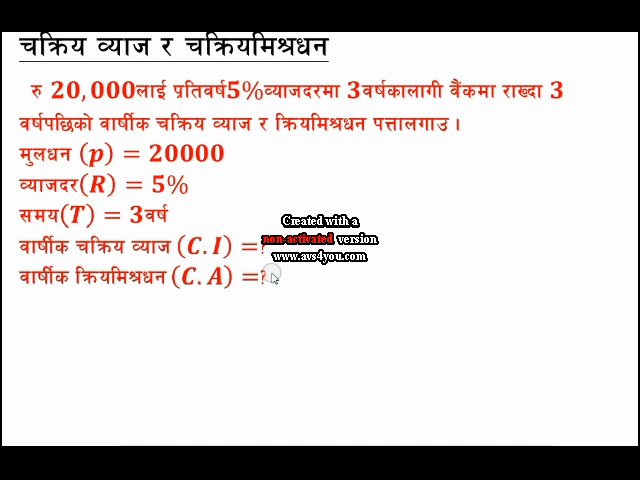 चक्रिय व्याज र चक्रियमिश्रधन
रु 20,000लाई प्रतिवर्ष5%व्याजदरमा 3वर्षकालागी वैंकमा राख्दा 3
वर्षपछिको वार्षीक चक्रिय व्याज र क्रियमिश्रधन पत्तालगाउ ।
मुलधन (p) = 20000
व्याजदर(R) = 5%
समय(T) = 3वर्ष
वार्षीक चक्रिय व्याज (C.I) =?
वार्षीक क्रियमिश्रधन (C.A) =?
Created with a
non-activated version
www.avs4you.com